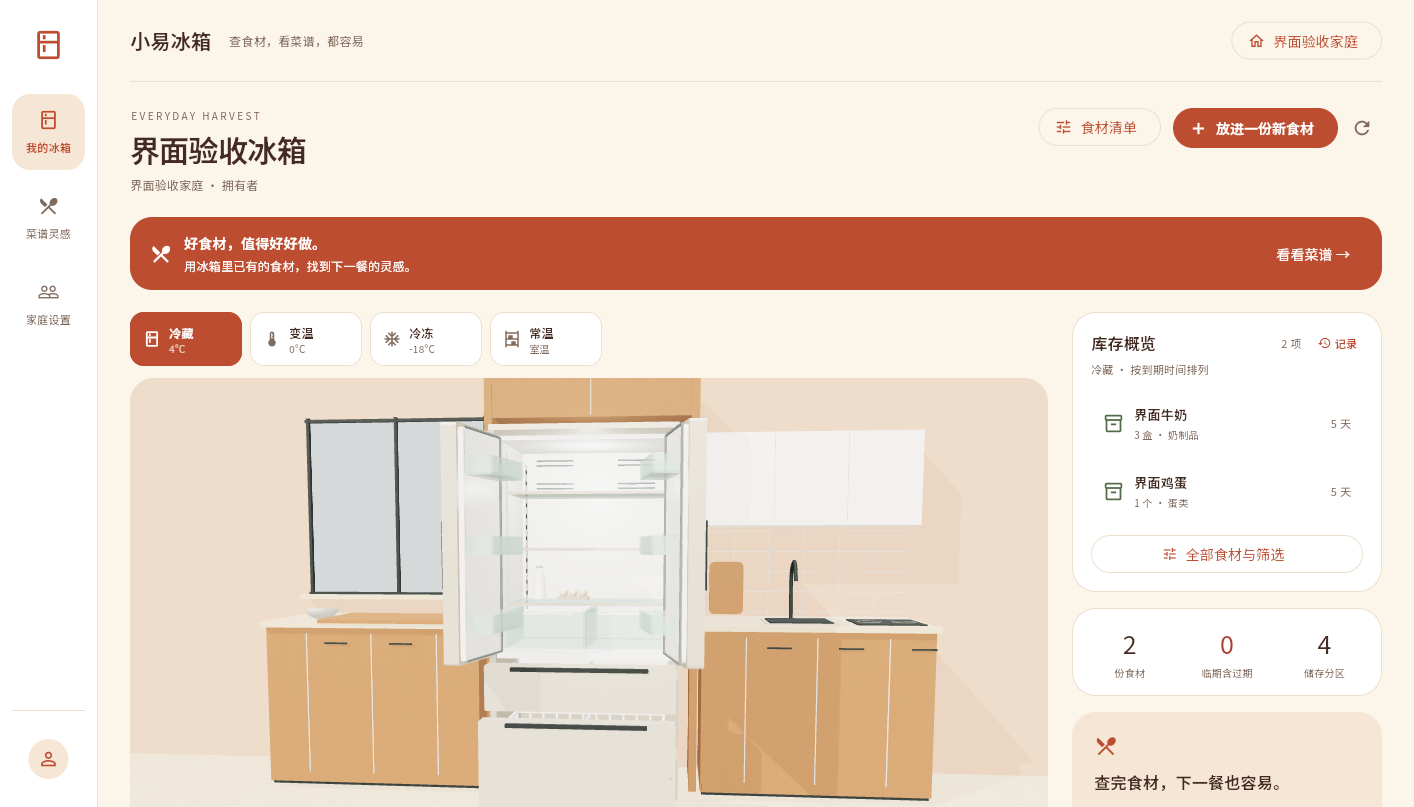 小易冰箱
查食材，看菜谱，都容易
界面验收家庭
我的冰箱
菜谱灵感
家庭设置
EVERYDAY HARVEST
界面验收冰箱
界面验收家庭 · 拥有者
食材清单
放进一份新食材
好食材，值得好好做。
用冰箱里已有的食材，找到下一餐的灵感。
看看菜谱 →
冷藏
4°C
变温
0°C
冷冻
-18°C
常温
室温
库存概览
2 项
记录
冷藏 · 按到期时间排列
界面牛奶
3 盒 · 奶制品
5 天
界面鸡蛋
1 个 · 蛋类
5 天
全部食材与筛选
2
份食材
0
临期含过期
4
储存分区
查完食材，下一餐也容易。